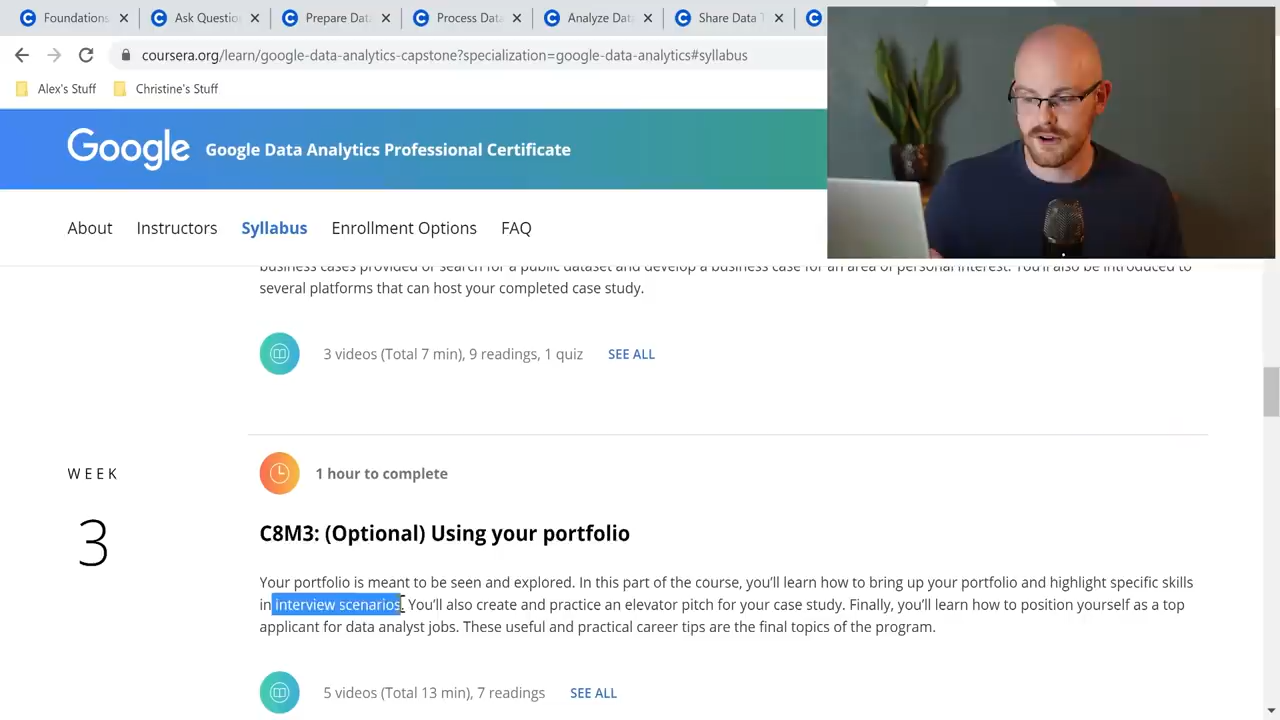 Foundations
Ask Questio
Prepare Dat
Process Data
Analyze Data
Share Data T
coursera.org/learn/google-data-analytics-capstone?specialization=google-data-analytics#syllabus
Alex's Stuff
Christine's Stuff
Google Google Data Analytics Professional Certificate
About
Instructors
Syllabus
Enrollment Options
FAQ
business cases provided or search for a public dataset and develop a business case for an area of personal interest. You'll also be introduced to
several platforms that can host your completed case study.
3 videos (Total 7 min), 9 readings, 1 quiz SEE ALL
WEEK
3
1 hour to complete
C8M3: (Optional) Using your portfolio
Your portfolio is meant to be seen and explored. In this part of the course, you'll learn how to bring up your portfolio and highlight specific skills
in interview scenarios. You'll also create and practice an elevator pitch for your case study. Finally, you'll learn how to position yourself as a top
applicant for data analyst jobs. These useful and practical career tips are the final topics of the program.
5 videos (Total 13 min), 7 readings SEE ALL